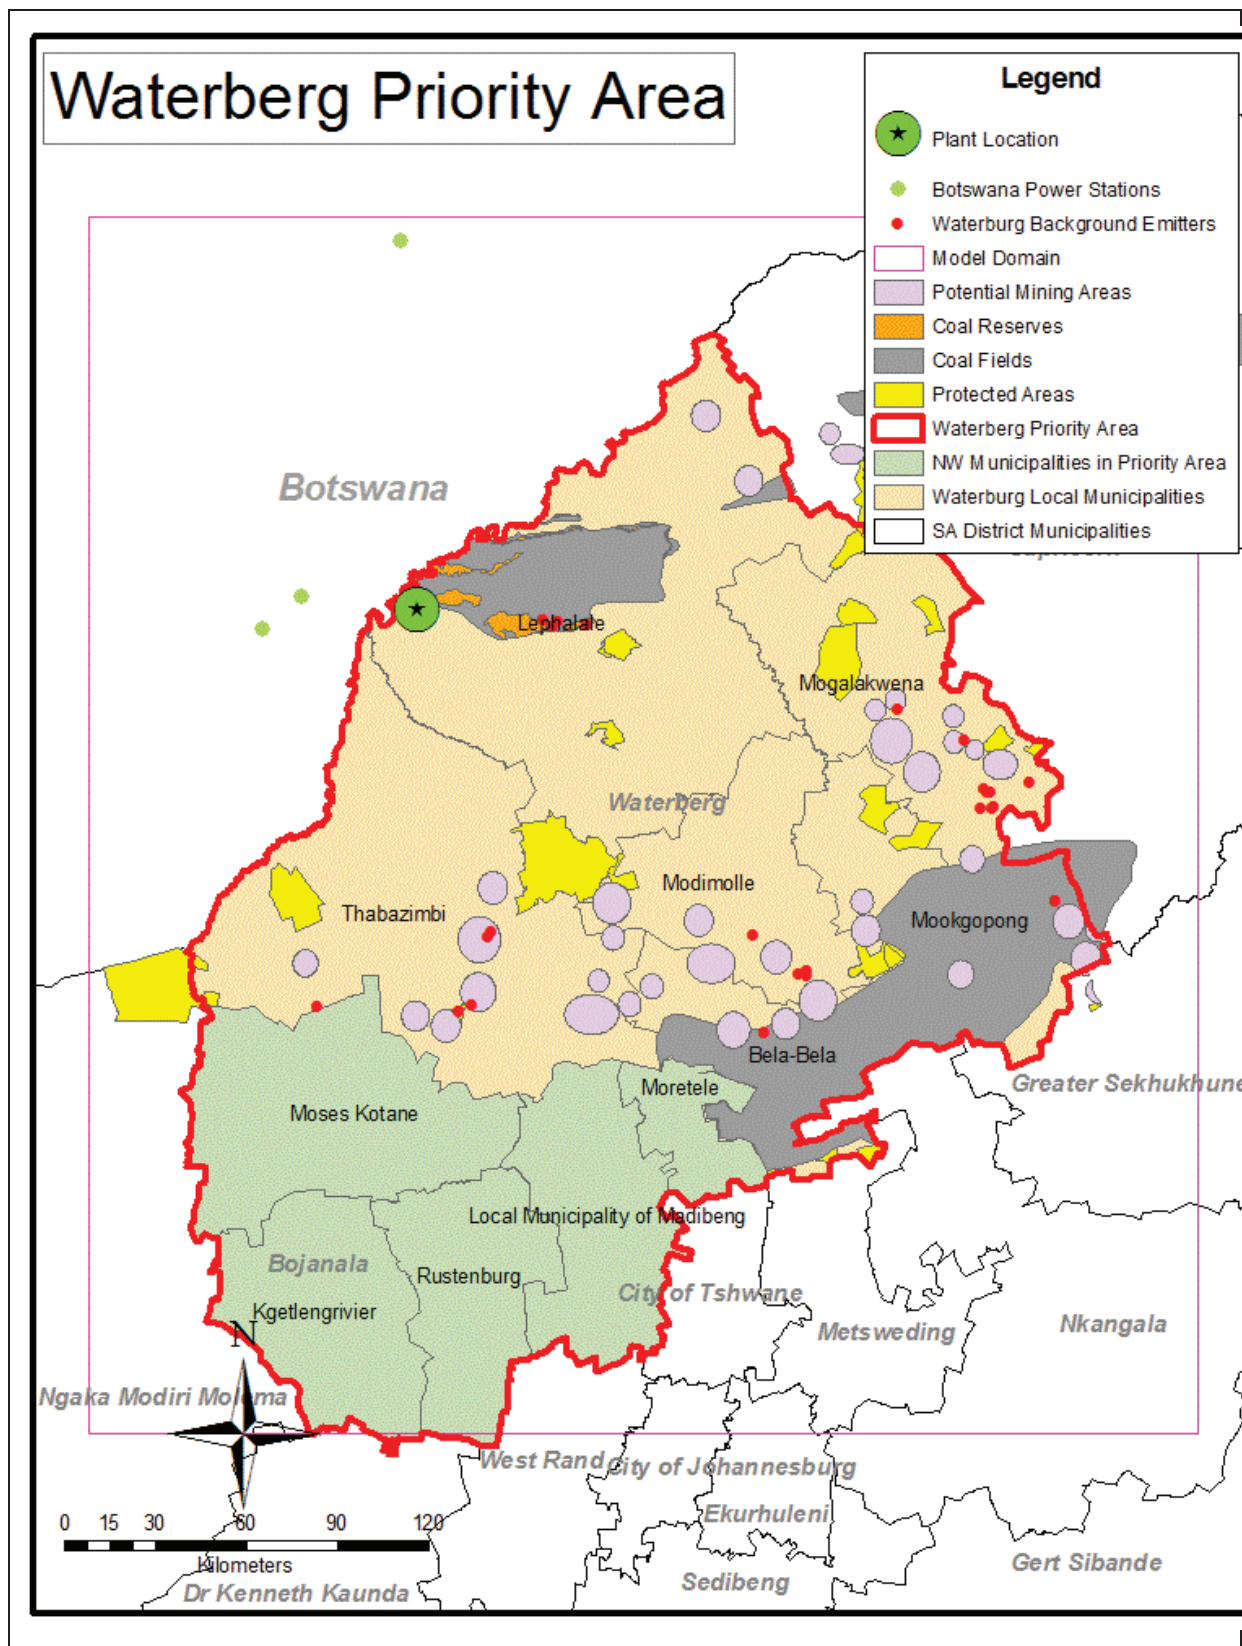 Waterberg Priority Area
Legend
Plant Location
Botswana Power Stations
Waterburg Background Emitters
Model Domain
Potential Mining Areas
Coal Reserves
Coal Fields
Protected Areas
Waterberg Priority Area
NW Municipalities in Priority Area
Waterburg Local Municipalities
SA District Municipalities
Botswana
Lephalale
Mogalakwena
Waterberg
Modimolle
Thabazimbi
Mookgopong
Bela-Bela
Greater Sekhukhune
Moretele
Moses Kotane
Local Municipality of Madibeng
Bojanala
Rustenburg
City of Tshwane
Kgetlengrivier
Metsweding
Nkangala
N
Ngaka Modiri Molema
West Rand
City of Johannesburg
Ekurhuleni
0 15 30 60 90 120
Kilometers
Gert Sibande
Sedibeng
Dr Kenneth Kaunda